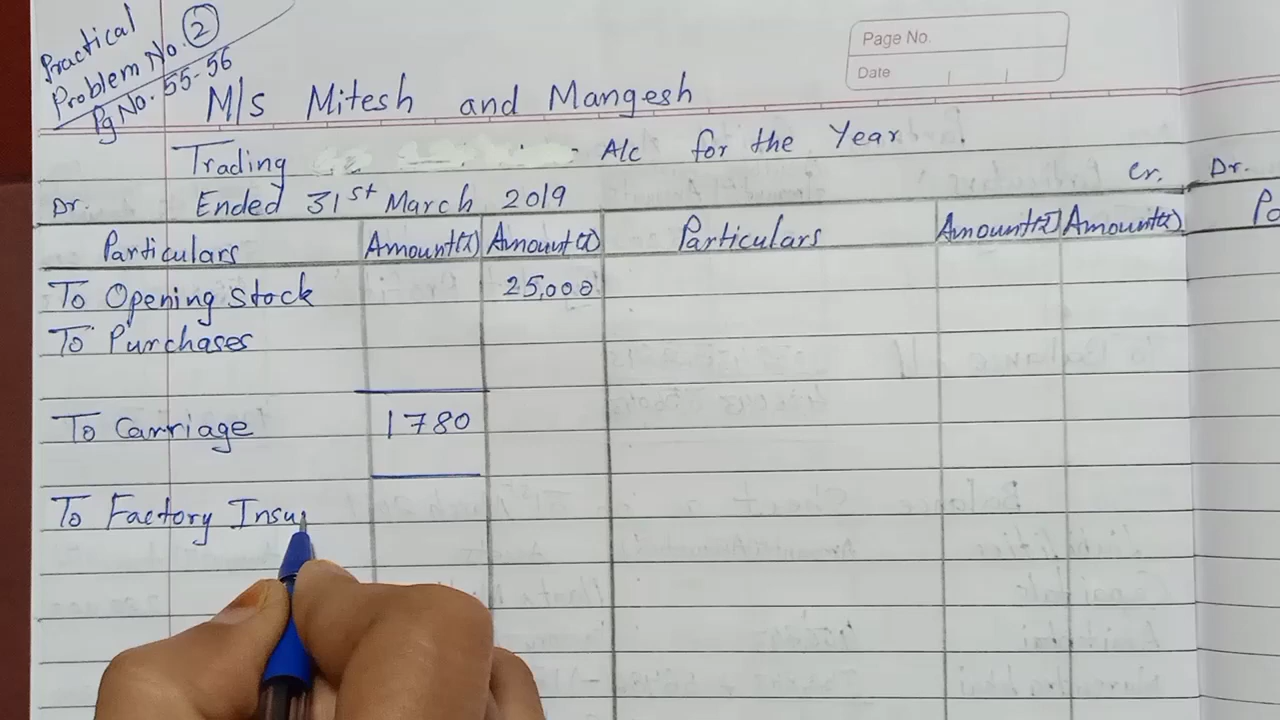 Practical
Problem No. 2
Pg No. 55-56
Page No.
Date
M/s Mitesh and Mangesh
Trading A/c for the Year
Dr. Ended 31st March 2019 Cr. Dr.
Particulars Amount(₹) Amount(₹) Particulars Amount(₹) Amount(₹)
To Opening stock 25,000
To Purchases
To Carriage 1780
To Factory Insu